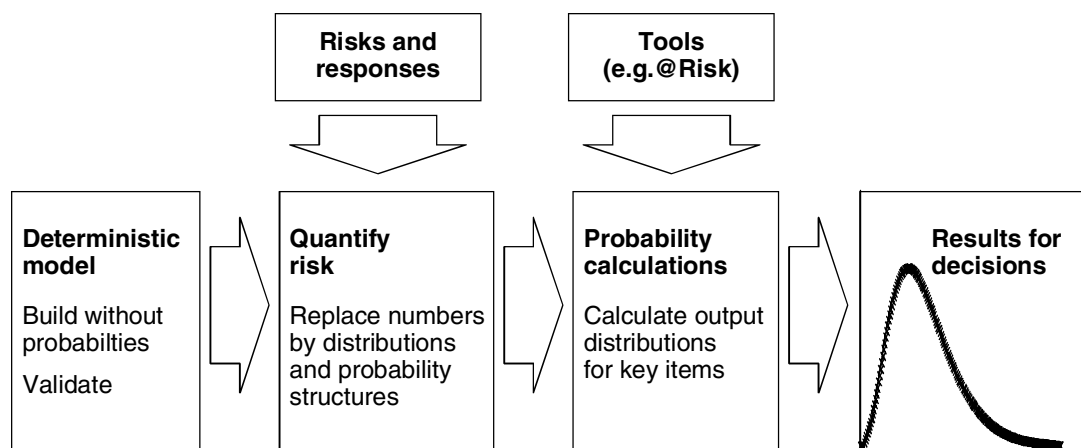 Risks and
responses
Tools
(e.g.@Risk)
Deterministic
model
Build without
probabilties
Validate
Quantify
risk
Replace numbers
by distributions
and probability
structures
Probability
calculations
Calculate output
distributions
for key items
Results for
decisions